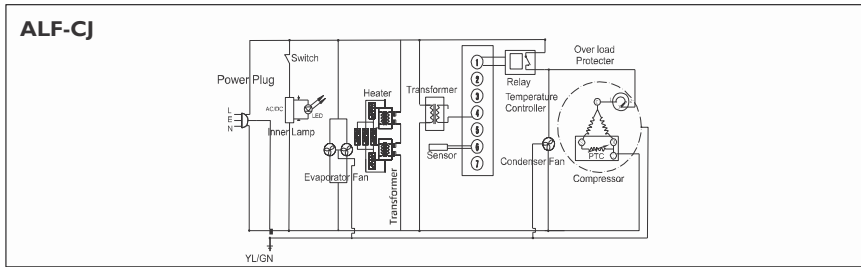 ALF-CJ
Switch
Over load
Protecter
Power Plug
Heater
Transformer
Relay
Temperature
Controller
L
E
N
AC/DC
LED
Inner Lamp
1
2
3
4
5
6
7
Sensor
Evaporator Fan
Transformer
Condenser Fan
PTC
Compressor
YL/GN